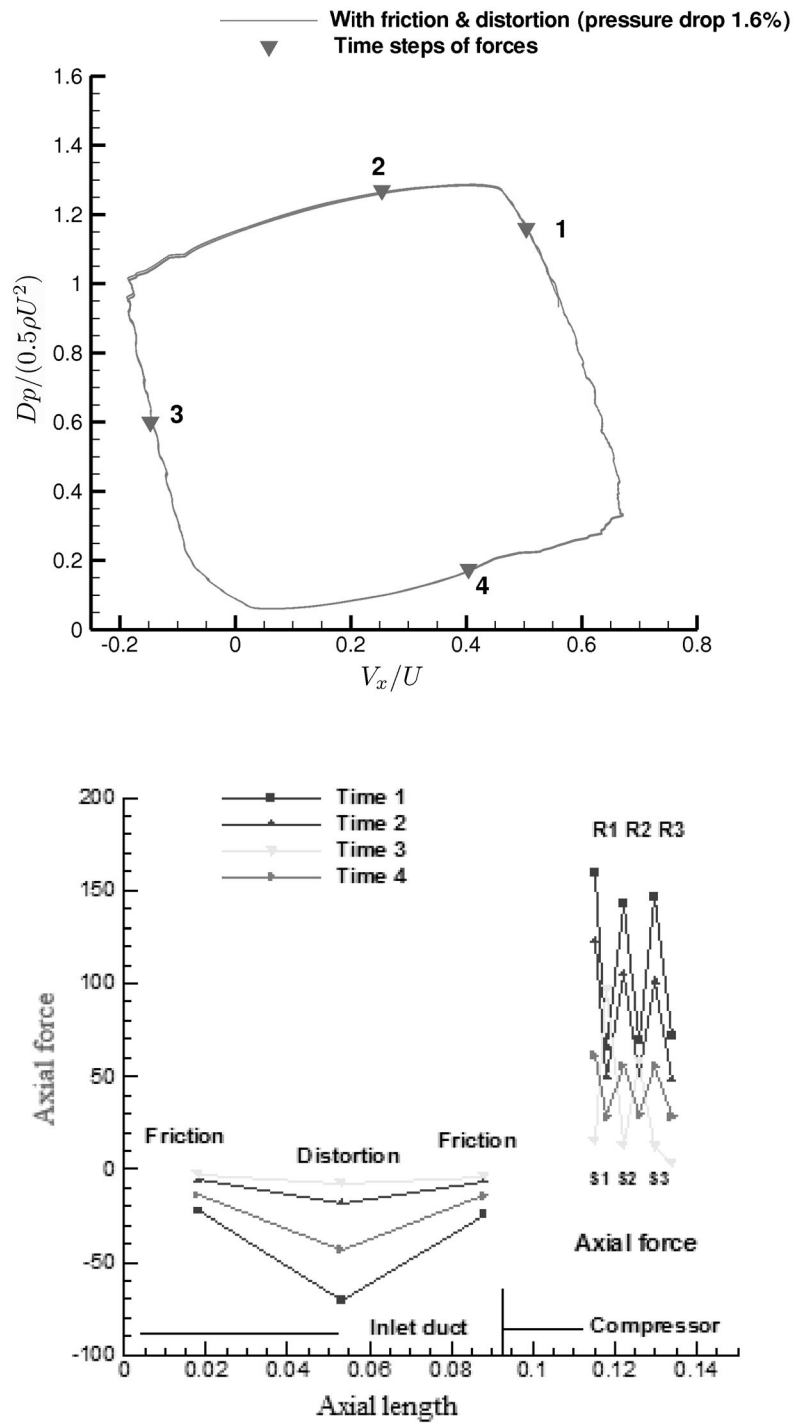 With friction & distortion (pressure drop 1.6%)
Time steps of forces
1.6
1.4
1.2
1
0.8
0.6
0.4
0.2
0
Dp/(0.5ρU²)
2
1
3
4
-0.2 0 0.2 0.4 0.6 0.8
Vₓ/U
200
150
100
50
0
-50
-100
Axial force
Time 1
Time 2
Time 3
Time 4
R1 R2 R3
Friction
Distortion
Friction
S1 S2 S3
Axial force
Inlet duct
Compressor
0 0.02 0.04 0.06 0.08 0.1 0.12 0.14
Axial length